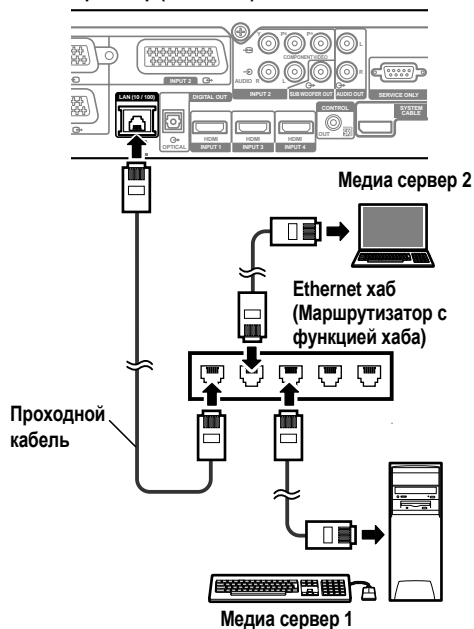 INPUT 2
AUDIO R
L
COMPONENT VIDEO
L
R
INPUT 2
SUB WOOFER OUT
AUDIO OUT
SERVICE ONLY
LAN (10 / 100)
DIGITAL OUT
OPTICAL
HDMI
INPUT 1
HDMI
INPUT 3
HDMI
INPUT 4
CONTROL
OUT
SYSTEM
CABLE
Медиа сервер 2
Ethernet хаб
(Маршрутизатор с
функцией хаба)
Проходной
кабель
Медиа сервер 1